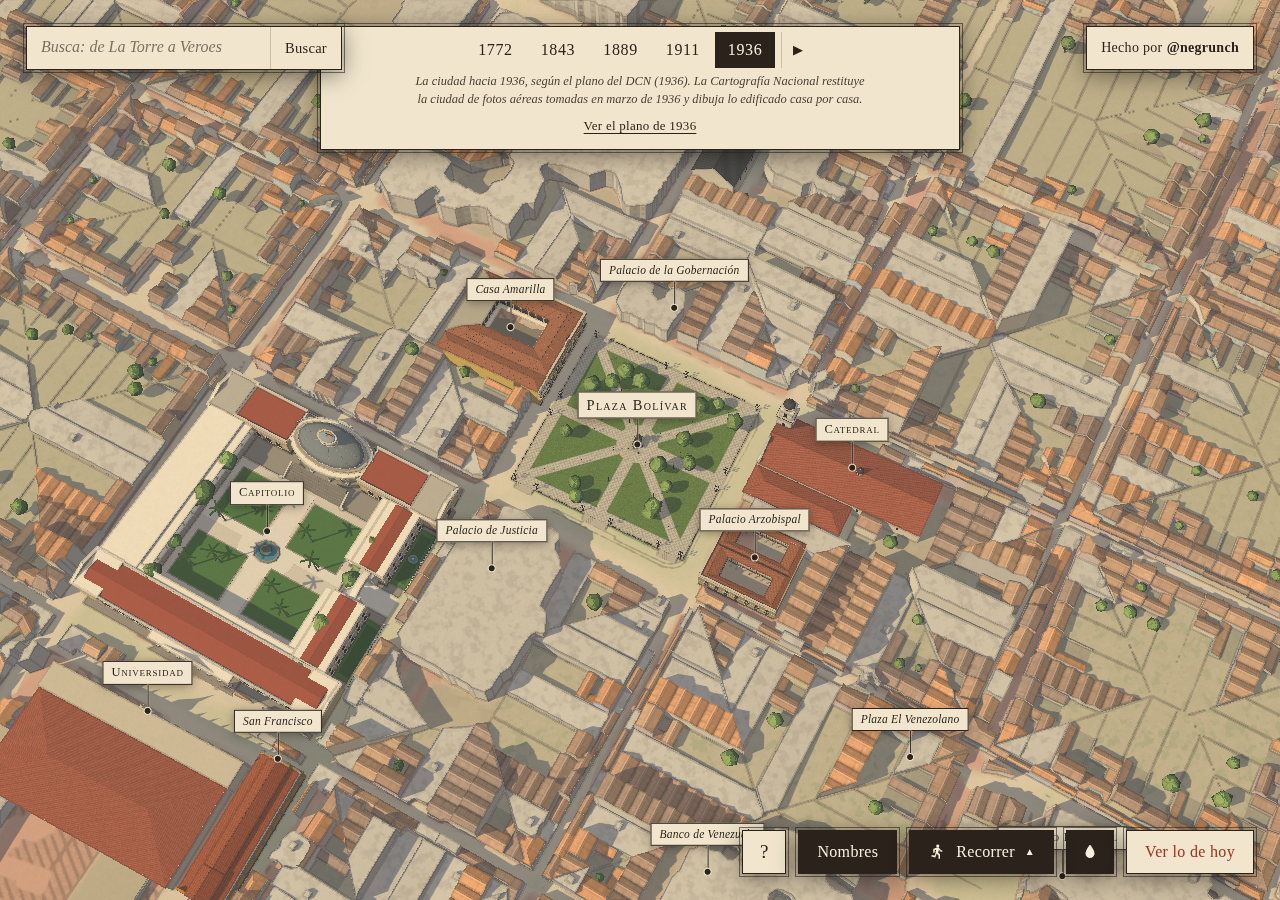 Busca: de La Torre a Veroes
Buscar
1772 1843 1889 1911 1936 ▶
La ciudad hacia 1936, según el plano del DCN (1936). La Cartografía Nacional restituye
la ciudad de fotos aéreas tomadas en marzo de 1936 y dibuja lo edificado casa por casa.
Ver el plano de 1936
Hecho por @negrunch
Palacio de la Gobernación
Casa Amarilla
Plaza Bolívar
Catedral
Capitolio
Palacio Arzobispal
Palacio de Justicia
Universidad
San Francisco
Plaza El Venezolano
Banco de
? Nombres Recorrer ▲ Ver lo de hoy